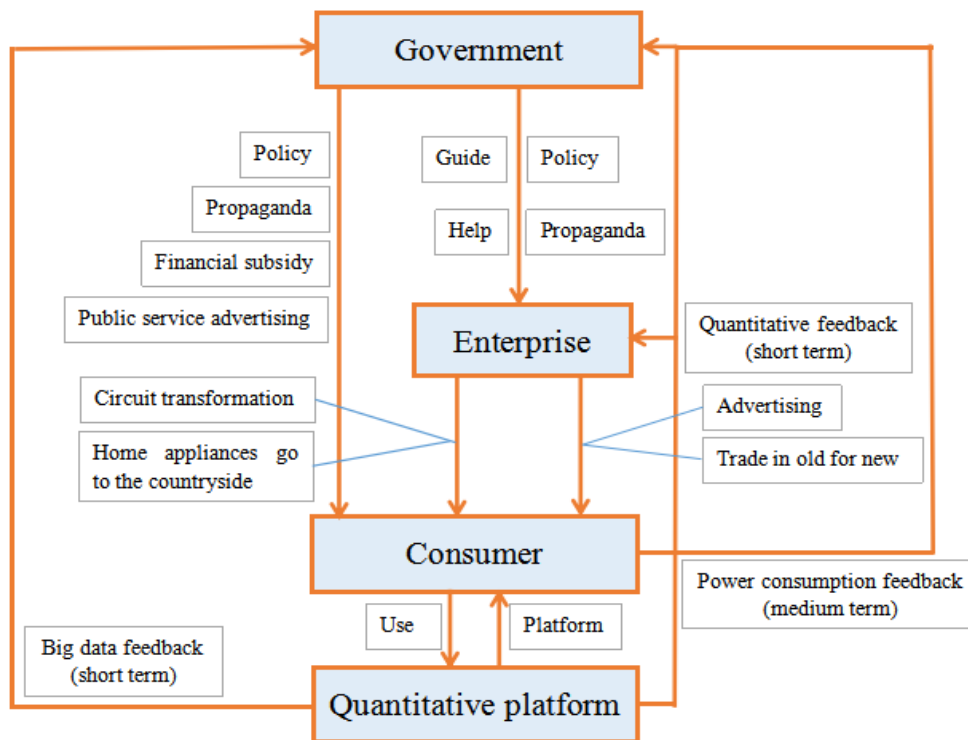 Government
Policy
Guide
Policy
Propaganda
Help
Propaganda
Financial subsidy
Public service advertising
Enterprise
Quantitative feedback
(short term)
Circuit transformation
Advertising
Home appliances go
to the countryside
Trade in old for new
Consumer
Power consumption feedback
(medium term)
Use
Platform
Big data feedback
(short term)
Quantitative platform